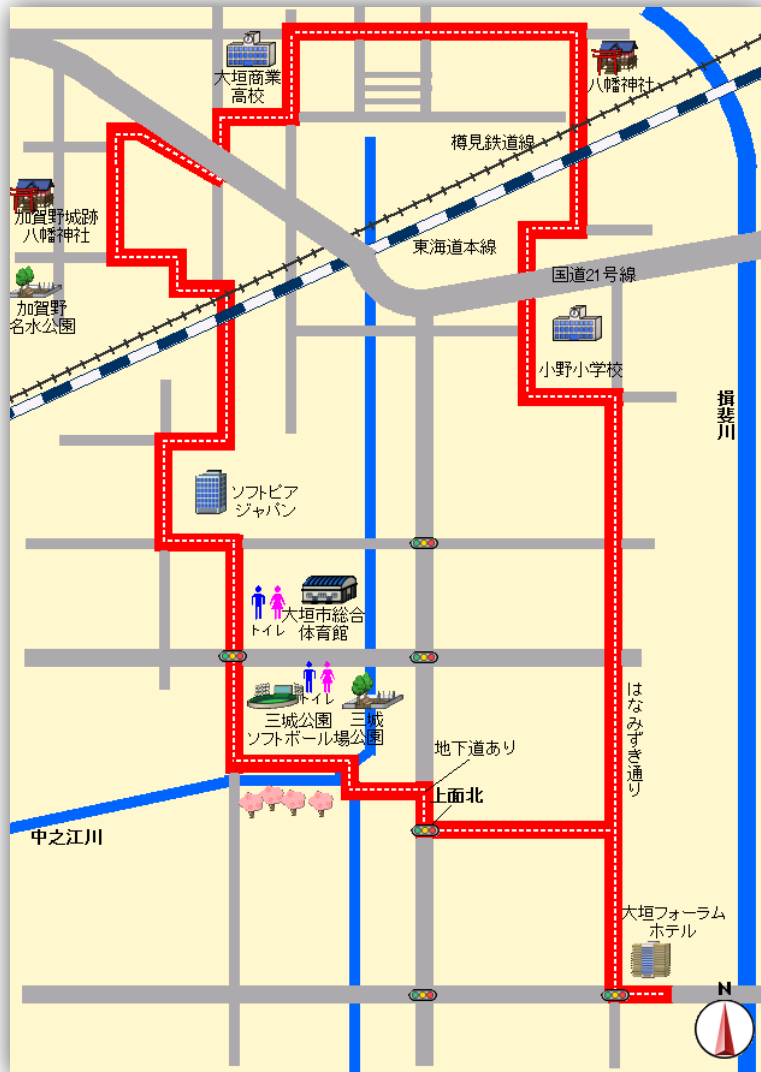 大垣商業
高校
八幡神社
樽見鉄道線
加賀野城跡
八幡神社
東海道本線
国道21号線
加賀野
名水公園
小野小学校
揖斐川
ソフトピア
ジャパン
トイレ
大垣市総合
体育館
トイレ
三城公園
ソフトボール場
三城
公園
はなみずき通り
地下道あり
上面北
中之江川
大垣フォーラム
ホテル
N